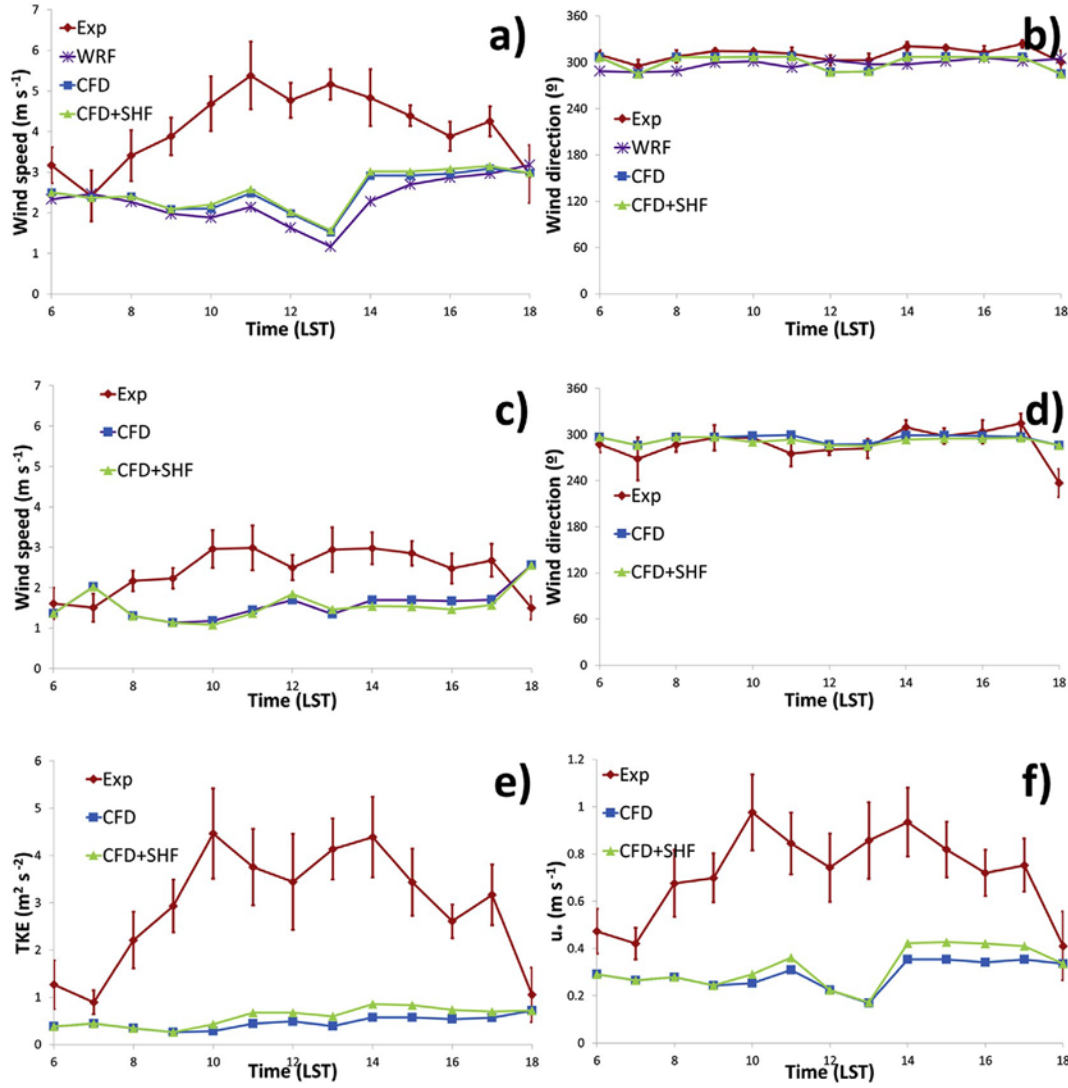 a)
Exp
WRF
CFD
CFD+SHF
Wind speed (m s⁻¹)
7
6
5
4
3
2
1
0
6 8 10 12 14 16 18
Time (LST)
b)
Exp
WRF
CFD
CFD+SHF
Wind direction (º)
360
300
240
180
120
60
0
6 8 10 12 14 16 18
Time (LST)
c)
Exp
CFD
CFD+SHF
Wind speed (m s⁻¹)
7
6
5
4
3
2
1
0
6 8 10 12 14 16 18
Time (LST)
d)
Exp
CFD
CFD+SHF
Wind direction (º)
360
300
240
180
120
60
0
6 8 10 12 14 16 18
Time (LST)
e)
Exp
CFD
CFD+SHF
TKE (m² s⁻²)
6
5
4
3
2
1
0
6 8 10 12 14 16 18
Time (LST)
f)
Exp
CFD
CFD+SHF
u* (m s⁻¹)
1.2
1
0.8
0.6
0.4
0.2
0
6 8 10 12 14 16 18
Time (LST)